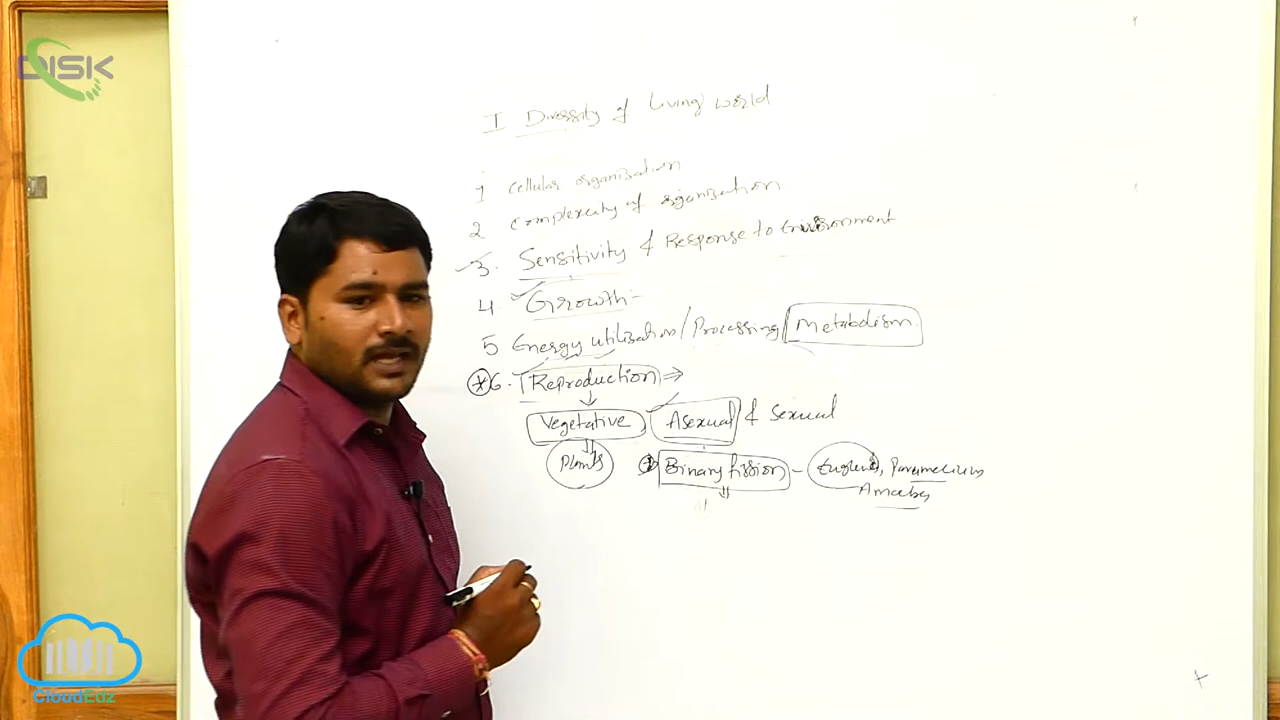 DISK
I Diversity of Living world
1 Cellular organisation
2 Complexity of organisation
3. Sensitivity & Response to Environment
4 Growth:-
5 Energy utilisation/Processing/Metabolism.
6. Reproduction ⇒
Vegetative Asexual & Sexual
Plants
1 Binary fission - Euglena, Paramecium,
Amoeba
CloudEdz